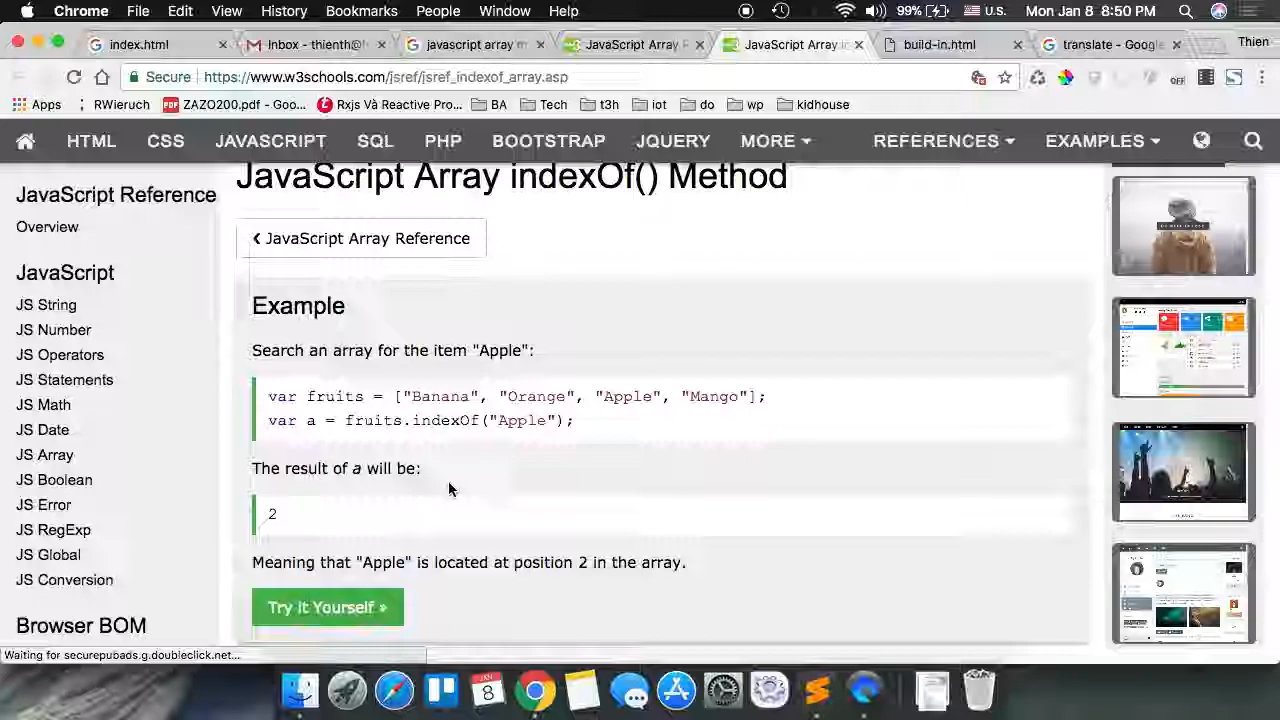 Chrome File Edit View History Bookmarks People Window Help 99% U.S. Mon Jan 8 8:50 PM
index.html Inbox - thienth@ javascript array m JavaScript Array JavaScript Array build-in.html translate - Google Thien
Secure https://www.w3schools.com/jsref/jsref_indexof_array.asp OFF
Apps RWieruch ZAZO200.pdf - Goo... Rxjs Và Reactive Pro... BA Tech t3h iot do wp kidhouse
HTML CSS JAVASCRIPT SQL PHP BOOTSTRAP JQUERY MORE REFERENCES EXAMPLES
JavaScript Array indexOf() Method
❮ JavaScript Array Reference
Example
Search an array for the item "Apple":
var fruits = ["Banana", "Orange", "Apple", "Mango"];
var a = fruits.indexOf("Apple");
The result of a will be:
2
Meaning that "Apple" is located at position 2 in the array.
Try it Yourself »
JavaScript Reference
Overview
JavaScript
JS String
JS Number
JS Operators
JS Statements
JS Math
JS Date
JS Array
JS Boolean
JS Error
JS RegExp
JS Global
JS Conversion
Browser BOM
Waiting for securepubads.g.doubleclick.net...
JAN
8